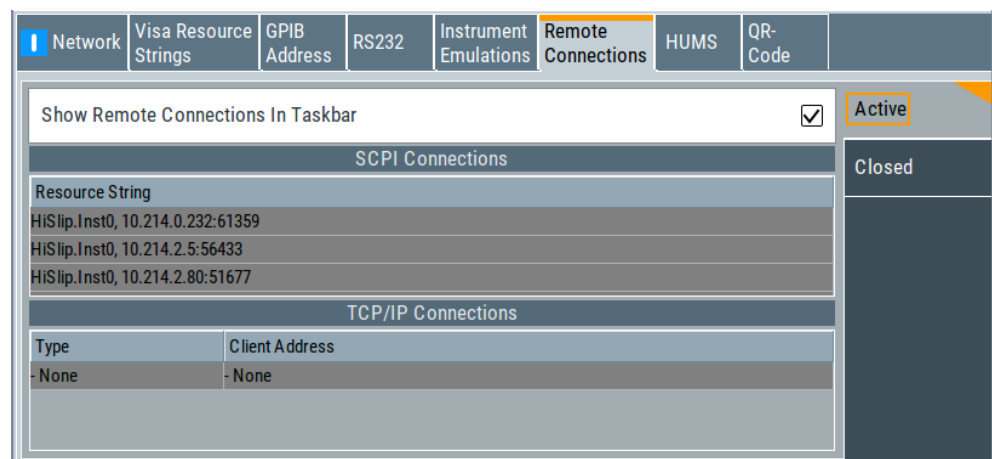 Network
Visa Resource
Strings
GPIB
Address
RS232
Instrument
Emulations
Remote
Connections
HUMS
QR-
Code
Show Remote Connections In Taskbar
Active
Closed
SCPI Connections
Resource String
HiSlip.Inst0, 10.214.0.232:61359
HiSlip.Inst0, 10.214.2.5:56433
HiSlip.Inst0, 10.214.2.80:51677
TCP/IP Connections
Type Client Address
- None - None